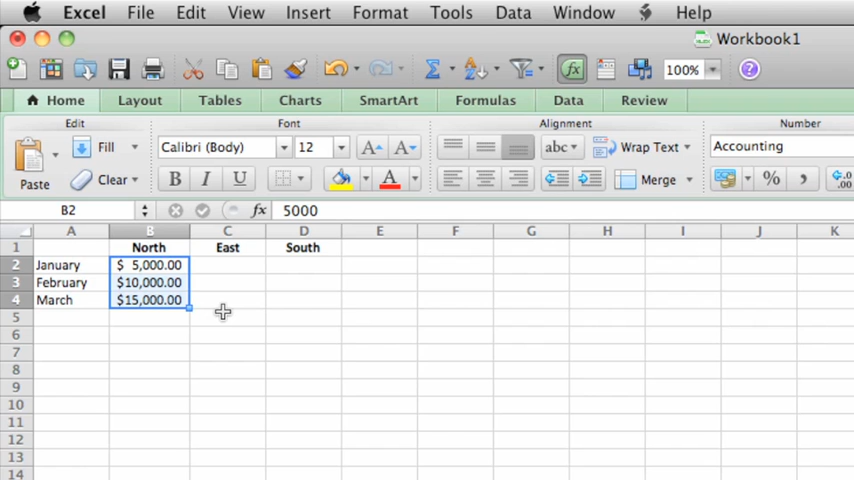 Excel File Edit View Insert Format Tools Data Window Help
Workbook1
100%
Home Layout Tables Charts SmartArt Formulas Data Review
Edit Font Alignment Number
Fill Calibri (Body) 12 A A abc Wrap Text Accounting
Paste Clear B I U A Merge % , .0
B2 fx 5000
A B C D E F G H I J K
1 North East South
2 January $ 5,000.00
3 February $10,000.00
4 March $15,000.00
5
6
7
8
9
10
11
12
13
14